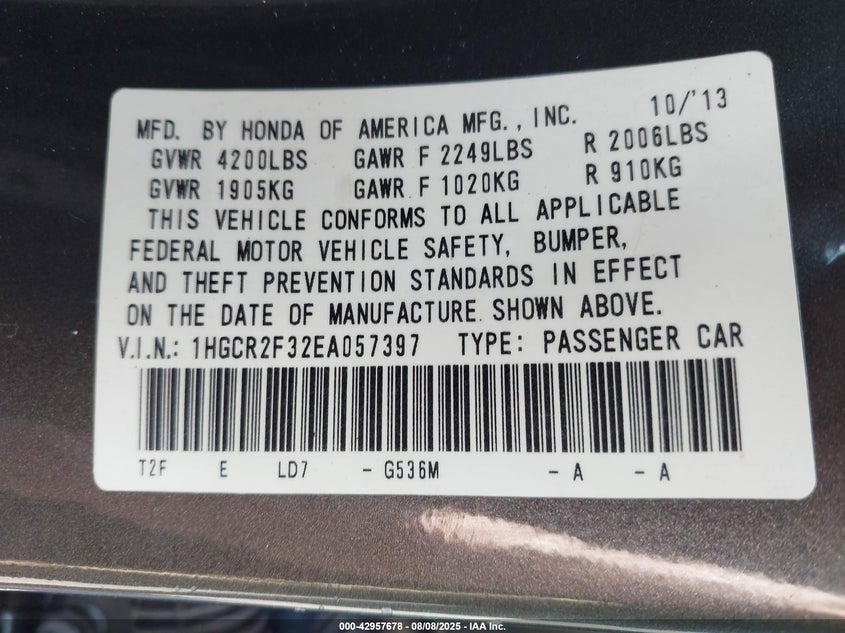 MFD. BY HONDA OF AMERICA MFG., INC. 10/'13
GVWR 4200LBS GAWR F 2249LBS R 2006LBS
GVWR 1905KG GAWR F 1020KG R 910KG
THIS VEHICLE CONFORMS TO ALL APPLICABLE
FEDERAL MOTOR VEHICLE SAFETY, BUMPER,
AND THEFT PREVENTION STANDARDS IN EFFECT
ON THE DATE OF MANUFACTURE SHOWN ABOVE.
V.I.N.: 1HGCR2F32EA057397 TYPE: PASSENGER CAR
T2F E LD7 - G536M - A - A
000-42957678 - 08/08/2025 - IAA Inc.